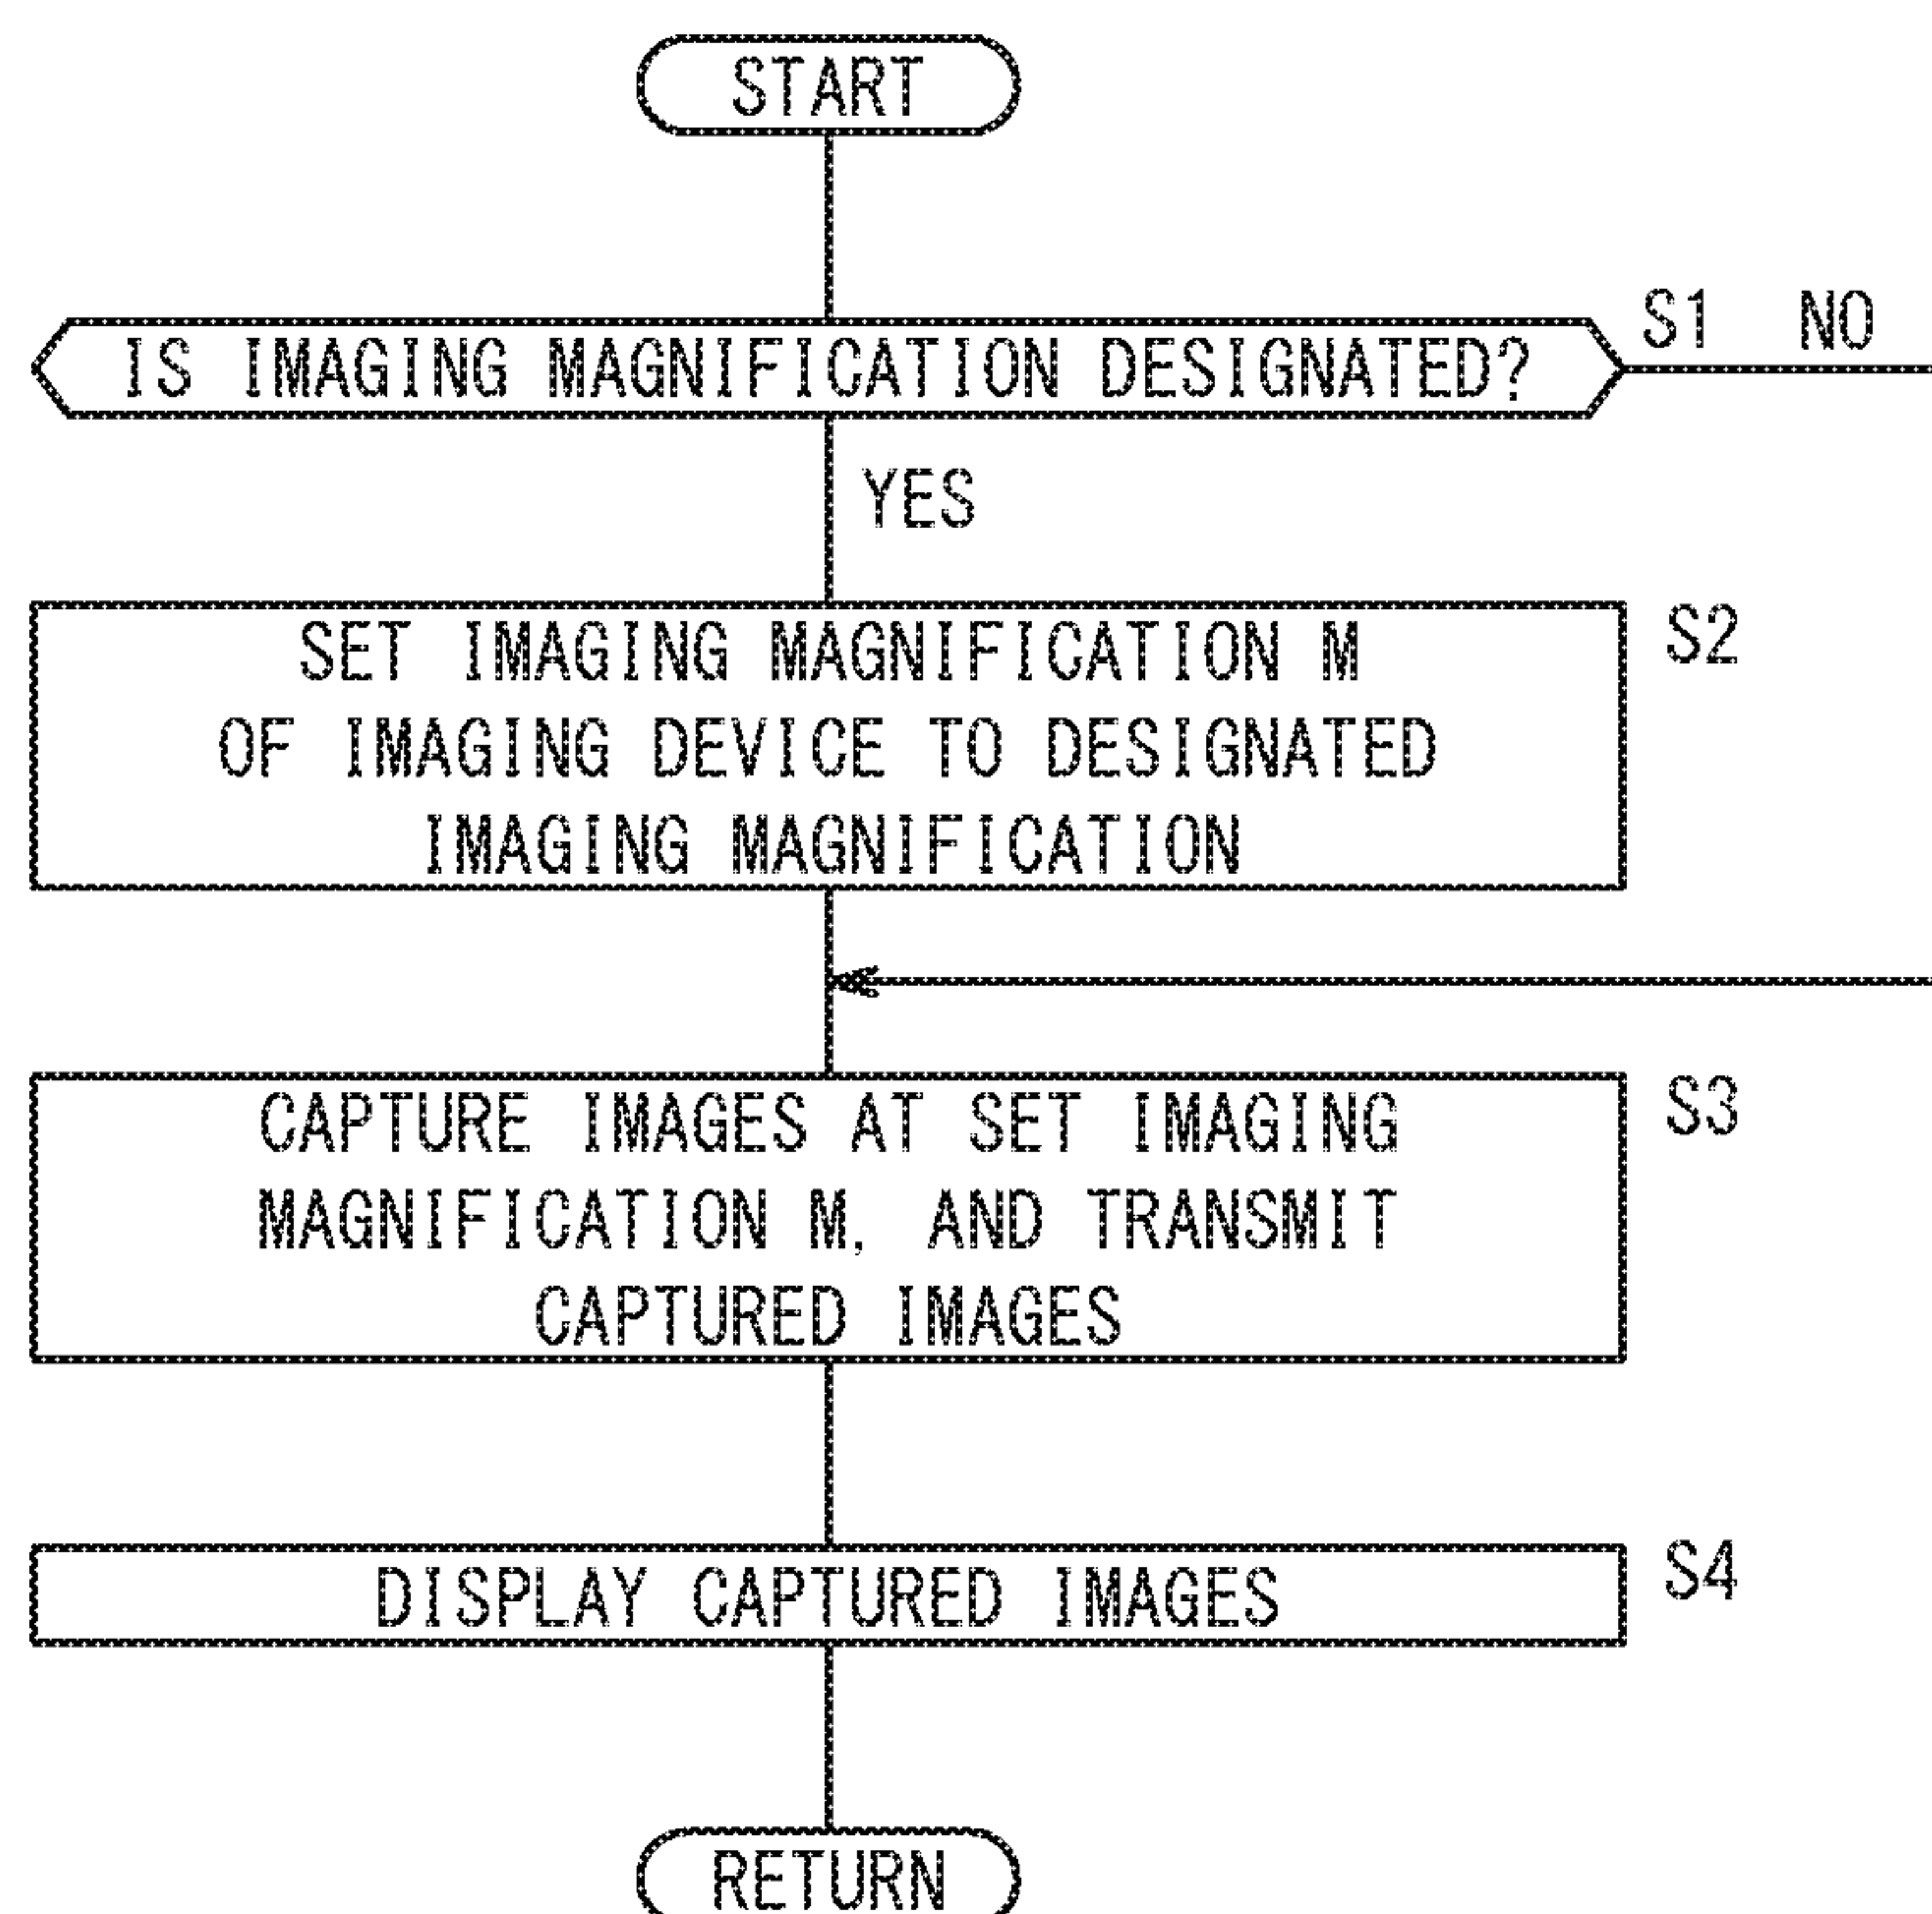 START
IS IMAGING MAGNIFICATION DESIGNATED?
S1 NO
YES
SET IMAGING MAGNIFICATION M
OF IMAGING DEVICE TO DESIGNATED
IMAGING MAGNIFICATION
S2
CAPTURE IMAGES AT SET IMAGING
MAGNIFICATION M, AND TRANSMIT
CAPTURED IMAGES
S3
DISPLAY CAPTURED IMAGES
S4
RETURN